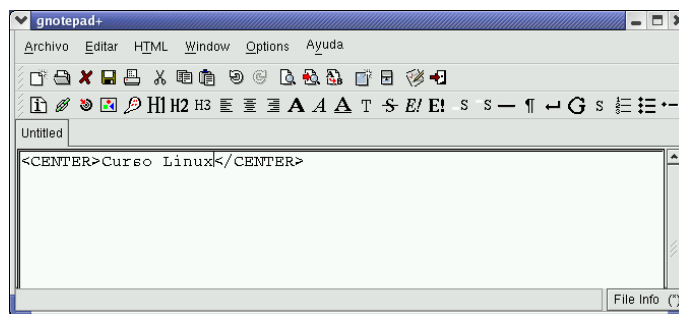 gnotepad+
Archivo Editar HTML Window Options Ayuda
H1 H2 H3 A A A T S E! E! S S ¶ G S
Untitled
<CENTER>Curso Linux</CENTER>
File Info (*)